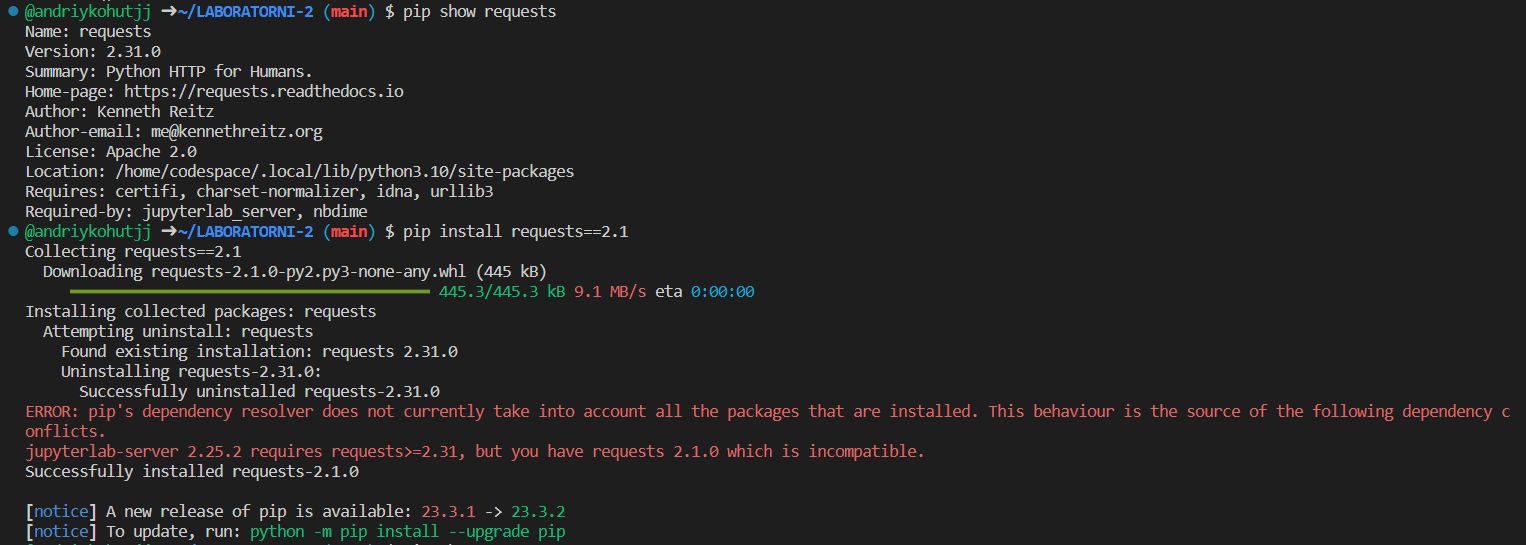 @andriykohutjj ➜~/LABORATORNI-2 (main) $ pip show requests
Name: requests
Version: 2.31.0
Summary: Python HTTP for Humans.
Home-page: https://requests.readthedocs.io
Author: Kenneth Reitz
Author-email: me@kennethreitz.org
License: Apache 2.0
Location: /home/codespace/.local/lib/python3.10/site-packages
Requires: certifi, charset-normalizer, idna, urllib3
Required-by: jupyterlab_server, nbdime
@andriykohutjj ➜~/LABORATORNI-2 (main) $ pip install requests==2.1
Collecting requests==2.1
Downloading requests-2.1.0-py2.py3-none-any.whl (445 kB)
445.3/445.3 kB 9.1 MB/s eta 0:00:00
Installing collected packages: requests
Attempting uninstall: requests
Found existing installation: requests 2.31.0
Uninstalling requests-2.31.0:
Successfully uninstalled requests-2.31.0
ERROR: pip's dependency resolver does not currently take into account all the packages that are installed. This behaviour is the source of the following dependency c
onflicts.
jupyterlab-server 2.25.2 requires requests>=2.31, but you have requests 2.1.0 which is incompatible.
Successfully installed requests-2.1.0
[notice] A new release of pip is available: 23.3.1 -> 23.3.2
[notice] To update, run: python -m pip install --upgrade pip